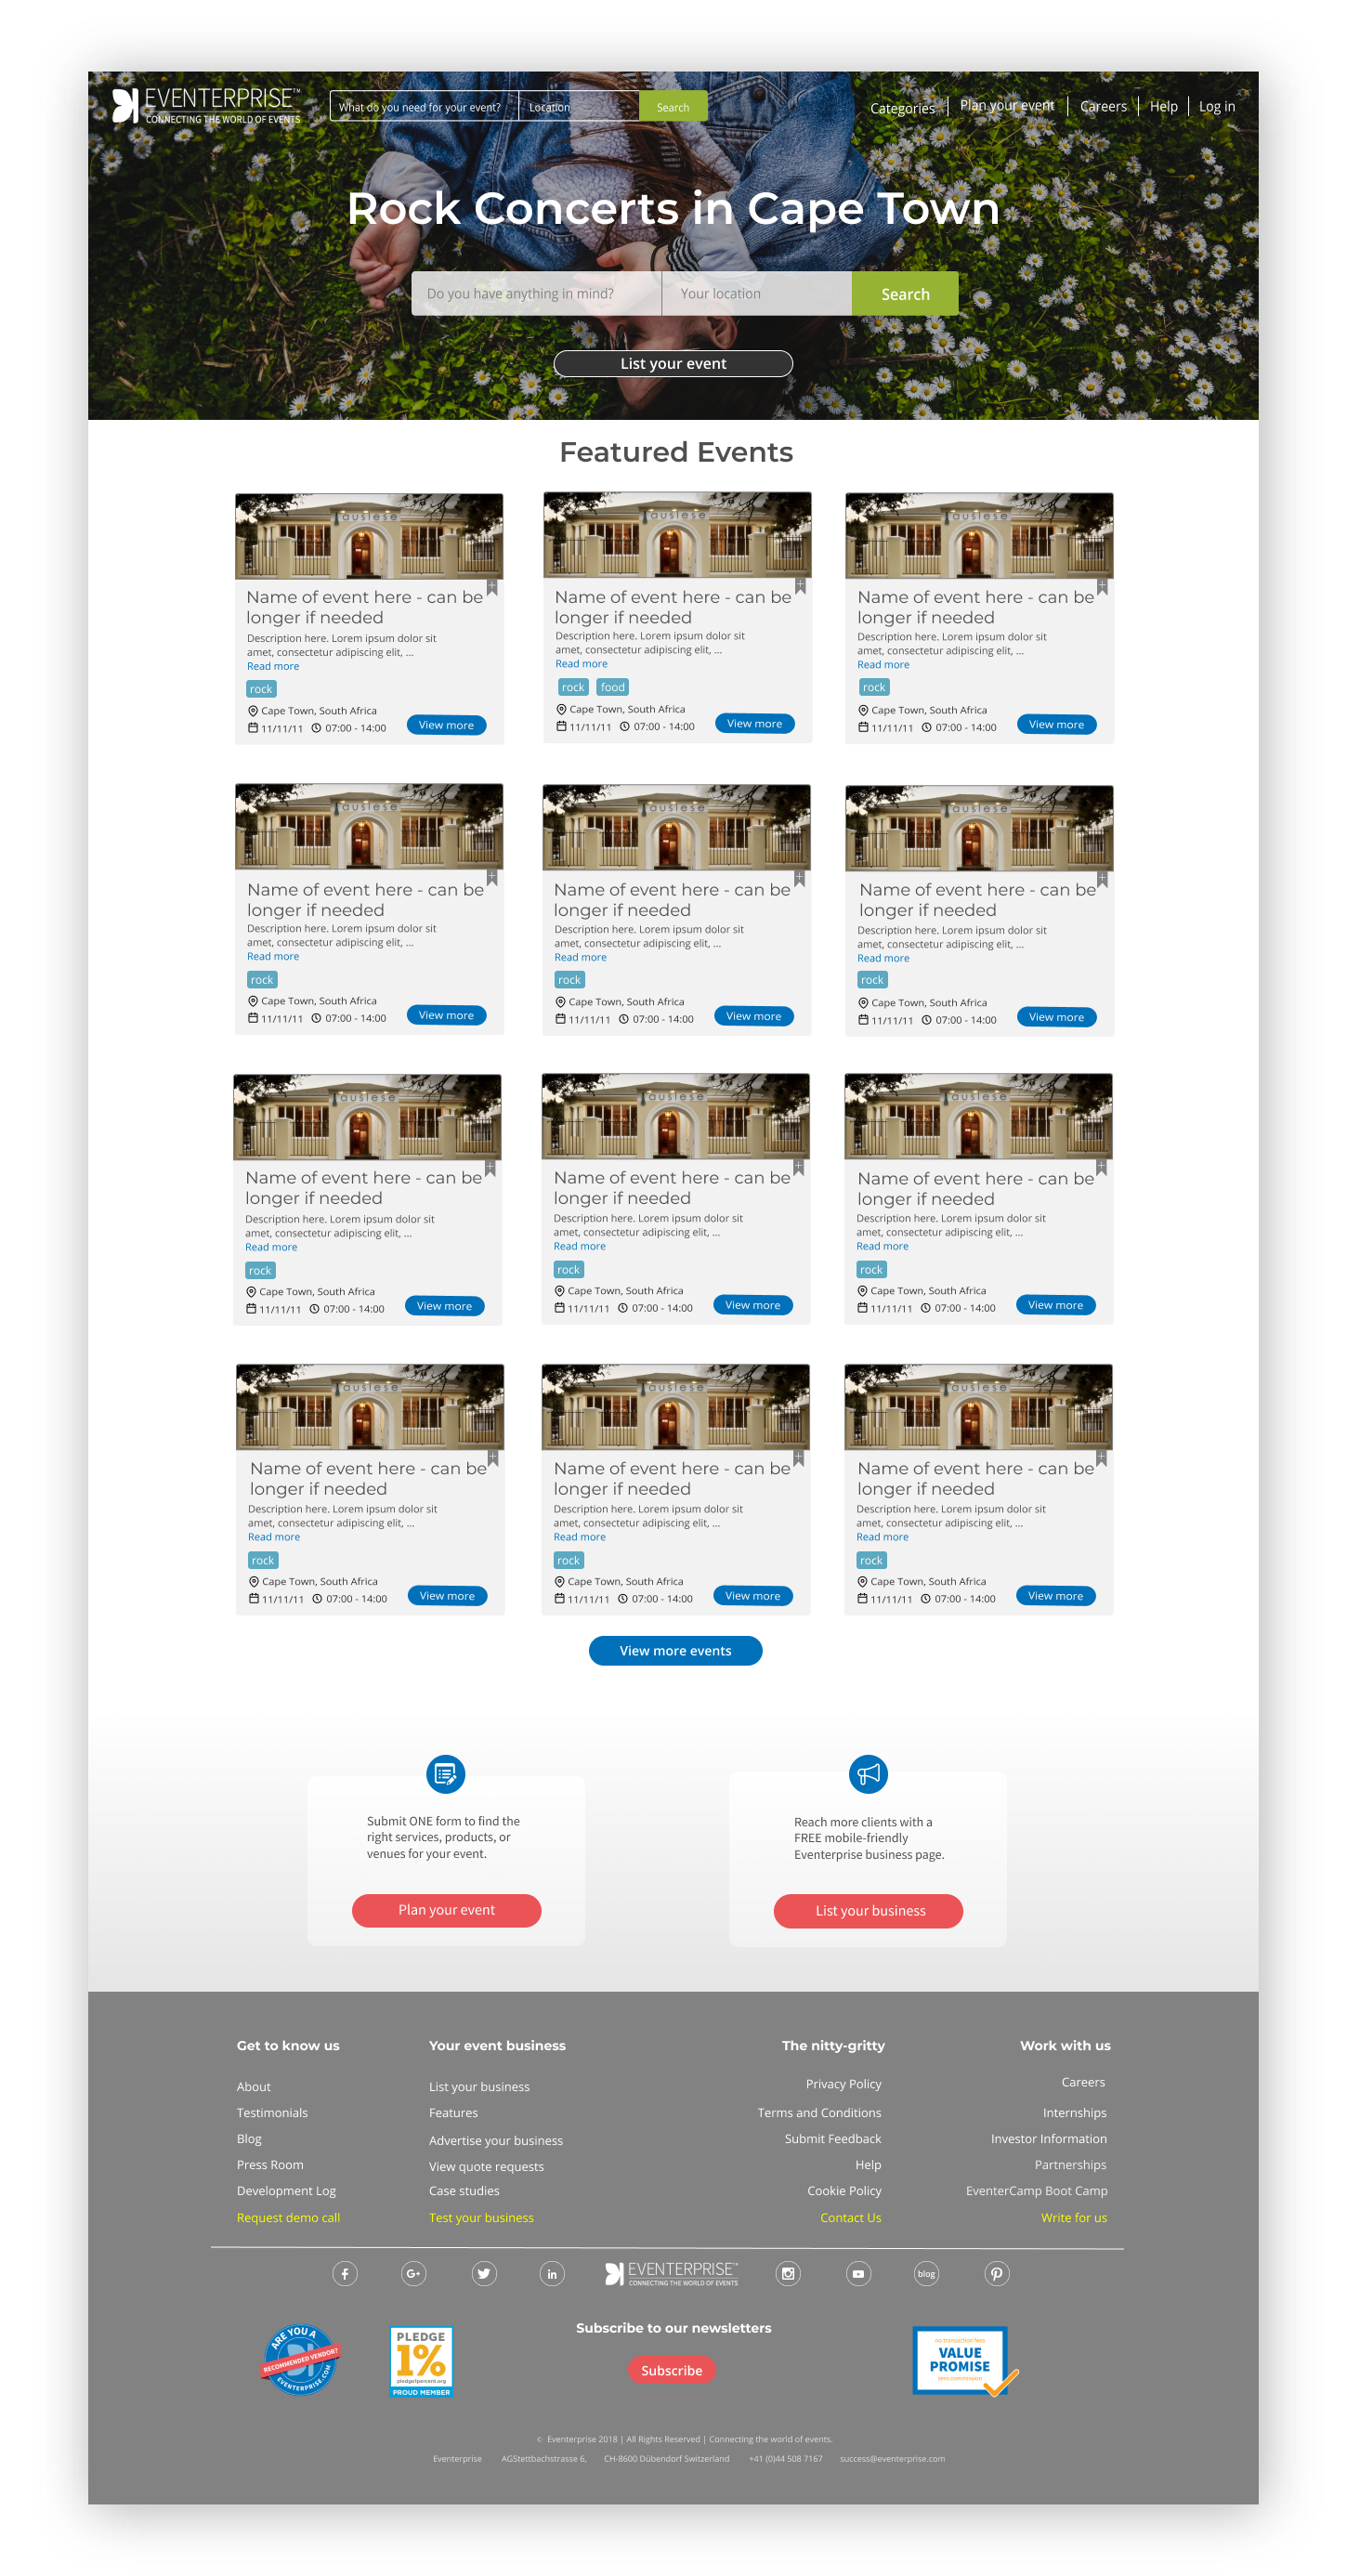 EVENTERPRISE™
CONNECTING THE WORLD OF EVENTS
What do you need for your event? Location Search
Categories | Plan your event | Careers | Help | Log in
Rock Concerts in Cape Town
Do you have anything in mind? Your location Search
List your event
Featured Events
auslese
Name of event here - can be
longer if needed
Description here. Lorem ipsum dolor sit
amet, consectetur adipiscing elit, ...
Read more
rock
Cape Town, South Africa
11/11/11 07:00 - 14:00 View more
auslese
Name of event here - can be
longer if needed
Description here. Lorem ipsum dolor sit
amet, consectetur adipiscing elit, ...
Read more
rock food
Cape Town, South Africa
11/11/11 07:00 - 14:00 View more
auslese
Name of event here - can be
longer if needed
Description here. Lorem ipsum dolor sit
amet, consectetur adipiscing elit, ...
Read more
rock
Cape Town, South Africa
11/11/11 07:00 - 14:00 View more
auslese
Name of event here - can be
longer if needed
Description here. Lorem ipsum dolor sit
amet, consectetur adipiscing elit, ...
Read more
rock
Cape Town, South Africa
11/11/11 07:00 - 14:00 View more
auslese
Name of event here - can be
longer if needed
Description here. Lorem ipsum dolor sit
amet, consectetur adipiscing elit, ...
Read more
rock
Cape Town, South Africa
11/11/11 07:00 - 14:00 View more
auslese
Name of event here - can be
longer if needed
Description here. Lorem ipsum dolor sit
amet, consectetur adipiscing elit, ...
Read more
rock
Cape Town, South Africa
11/11/11 07:00 - 14:00 View more
auslese
Name of event here - can be
longer if needed
Description here. Lorem ipsum dolor sit
amet, consectetur adipiscing elit, ...
Read more
rock
Cape Town, South Africa
11/11/11 07:00 - 14:00 View more
auslese
Name of event here - can be
longer if needed
Description here. Lorem ipsum dolor sit
amet, consectetur adipiscing elit, ...
Read more
rock
Cape Town, South Africa
11/11/11 07:00 - 14:00 View more
auslese
Name of event here - can be
longer if needed
Description here. Lorem ipsum dolor sit
amet, consectetur adipiscing elit, ...
Read more
rock
Cape Town, South Africa
11/11/11 07:00 - 14:00 View more
auslese
Name of event here - can be
longer if needed
Description here. Lorem ipsum dolor sit
amet, consectetur adipiscing elit, ...
Read more
rock
Cape Town, South Africa
11/11/11 07:00 - 14:00 View more
auslese
Name of event here - can be
longer if needed
Description here. Lorem ipsum dolor sit
amet, consectetur adipiscing elit, ...
Read more
rock
Cape Town, South Africa
11/11/11 07:00 - 14:00 View more
auslese
Name of event here - can be
longer if needed
Description here. Lorem ipsum dolor sit
amet, consectetur adipiscing elit, ...
Read more
rock
Cape Town, South Africa
11/11/11 07:00 - 14:00 View more
View more events
Submit ONE form to find the
right services, products, or
venues for your event.
Plan your event
Reach more clients with a
FREE mobile-friendly
Eventerprise business page.
List your business
Get to know us
About
Testimonials
Blog
Press Room
Development Log
Request demo call
Your event business
List your business
Features
Advertise your business
View quote requests
Case studies
Test your business
The nitty-gritty
Privacy Policy
Terms and Conditions
Submit Feedback
Help
Cookie Policy
Contact Us
Work with us
Careers
Internships
Investor Information
Partnerships
EventerCamp Boot Camp
Write for us
f G+ in EVENTERPRISE™ blog
CONNECTING THE WORLD OF EVENTS
ARE YOU A
RECOMMENDED VENDOR?
EVENTERPRISE.COM
PLEDGE
1%
pledge1percent.org
PROUD MEMBER
Subscribe to our newsletters
Subscribe
no transaction fees
VALUE
PROMISE
zero commission
© Eventerprise 2018 | All Rights Reserved | Connecting the world of events.
Eventerprise AGStettbachstrasse 6, CH-8600 Dübendorf Switzerland +41 (0)44 508 7167 success@eventerprise.com